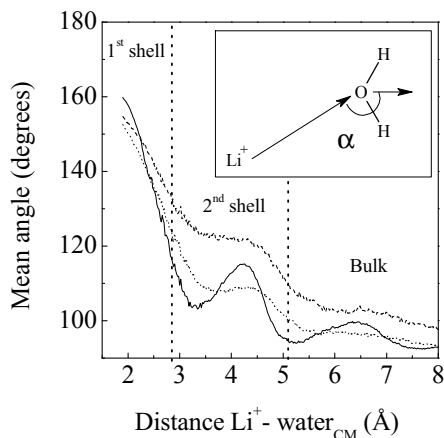 1st shell
2nd shell
Bulk
H
O
H
α
Li+
160
140
120
100
1
2
3
4
5
6
7
8
Mean angle (degrees)
Distance Li+- waterCM (Å)